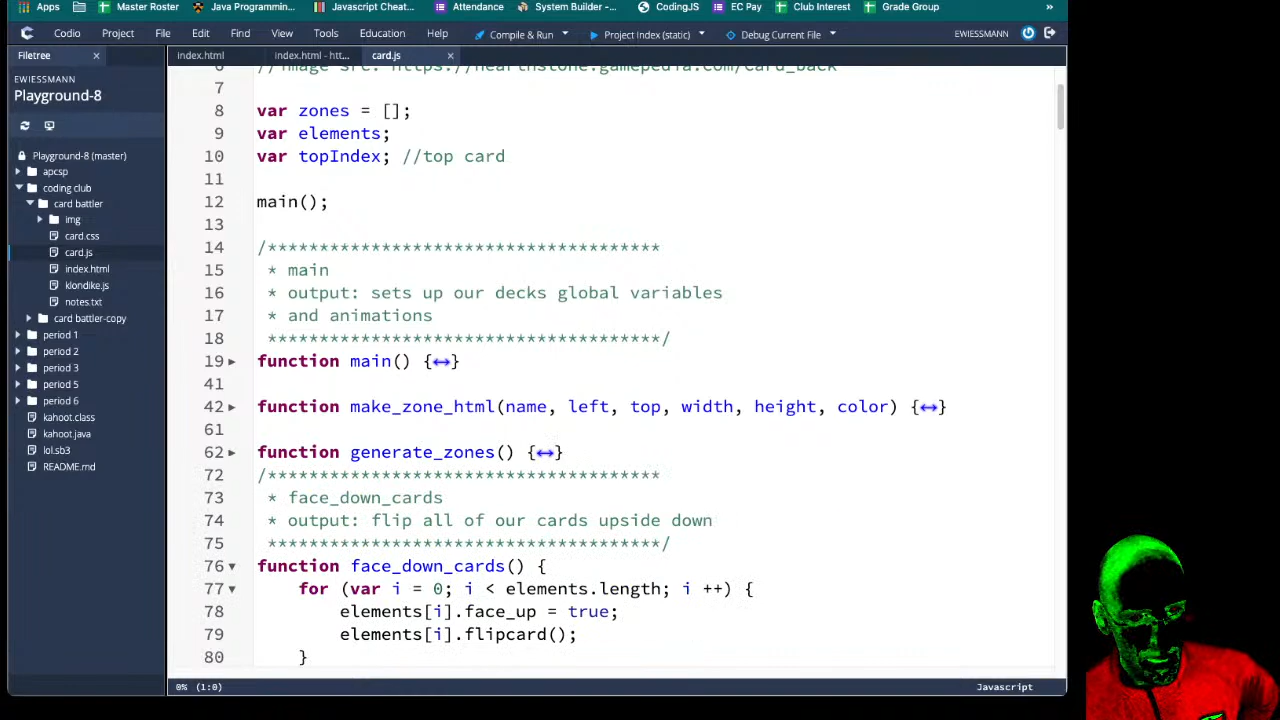 Apps Master Roster Java Programmin... Javascript Cheat... Attendance System Builder -... CodingJS EC Pay Club Interest Grade Group »
Codio Project File Edit Find View Tools Education Help Compile & Run Project Index (static) Debug Current File EWIESSMANN
Filetree × index.html index.html - htt... card.js ×
EWIESSMANN
Playground-8
Playground-8 (master)
apcsp
coding club
card battler
img
card.css
card.js
index.html
klondike.js
notes.txt
card battler-copy
period 1
period 2
period 3
period 5
period 6
kahoot.class
kahoot.java
lol.sb3
README.md
6 //image src: https://hearthstone.gamepedia.com/Card_back
7
8 var zones = [];
9 var elements;
10 var topIndex; //top card
11
12 main();
13
14 /**************************************
15 * main
16 * output: sets up our decks global variables
17 * and animations
18 **************************************/
19 function main() {↔}
41
42 function make_zone_html(name, left, top, width, height, color) {↔}
61
62 function generate_zones() {↔}
72 /**************************************
73 * face_down_cards
74 * output: flip all of our cards upside down
75 **************************************/
76 function face_down_cards() {
77 for (var i = 0; i < elements.length; i ++) {
78 elements[i].face_up = true;
79 elements[i].flipcard();
80 }
0% (1:0) Javascript